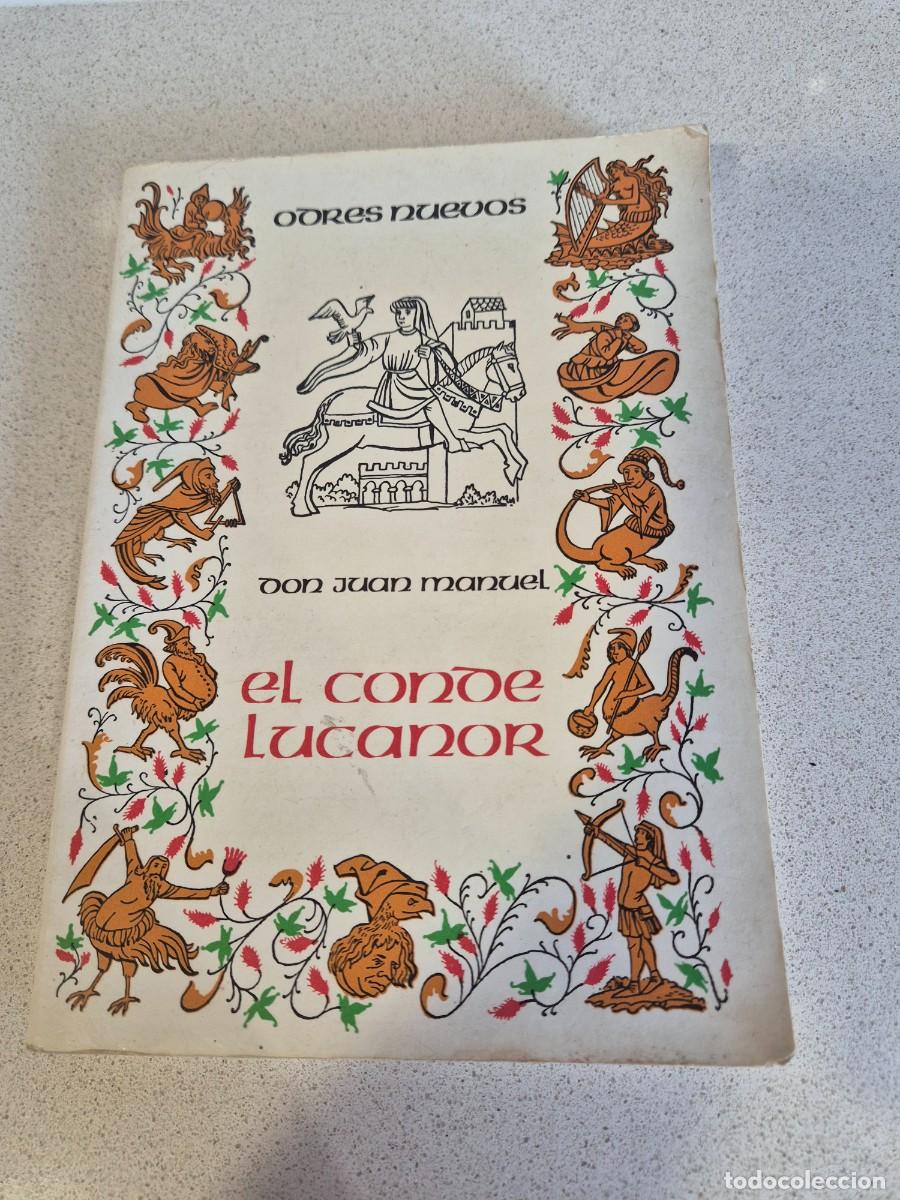 odres nuevos
don juan manuel
el conde
lucanor
todocoleccion